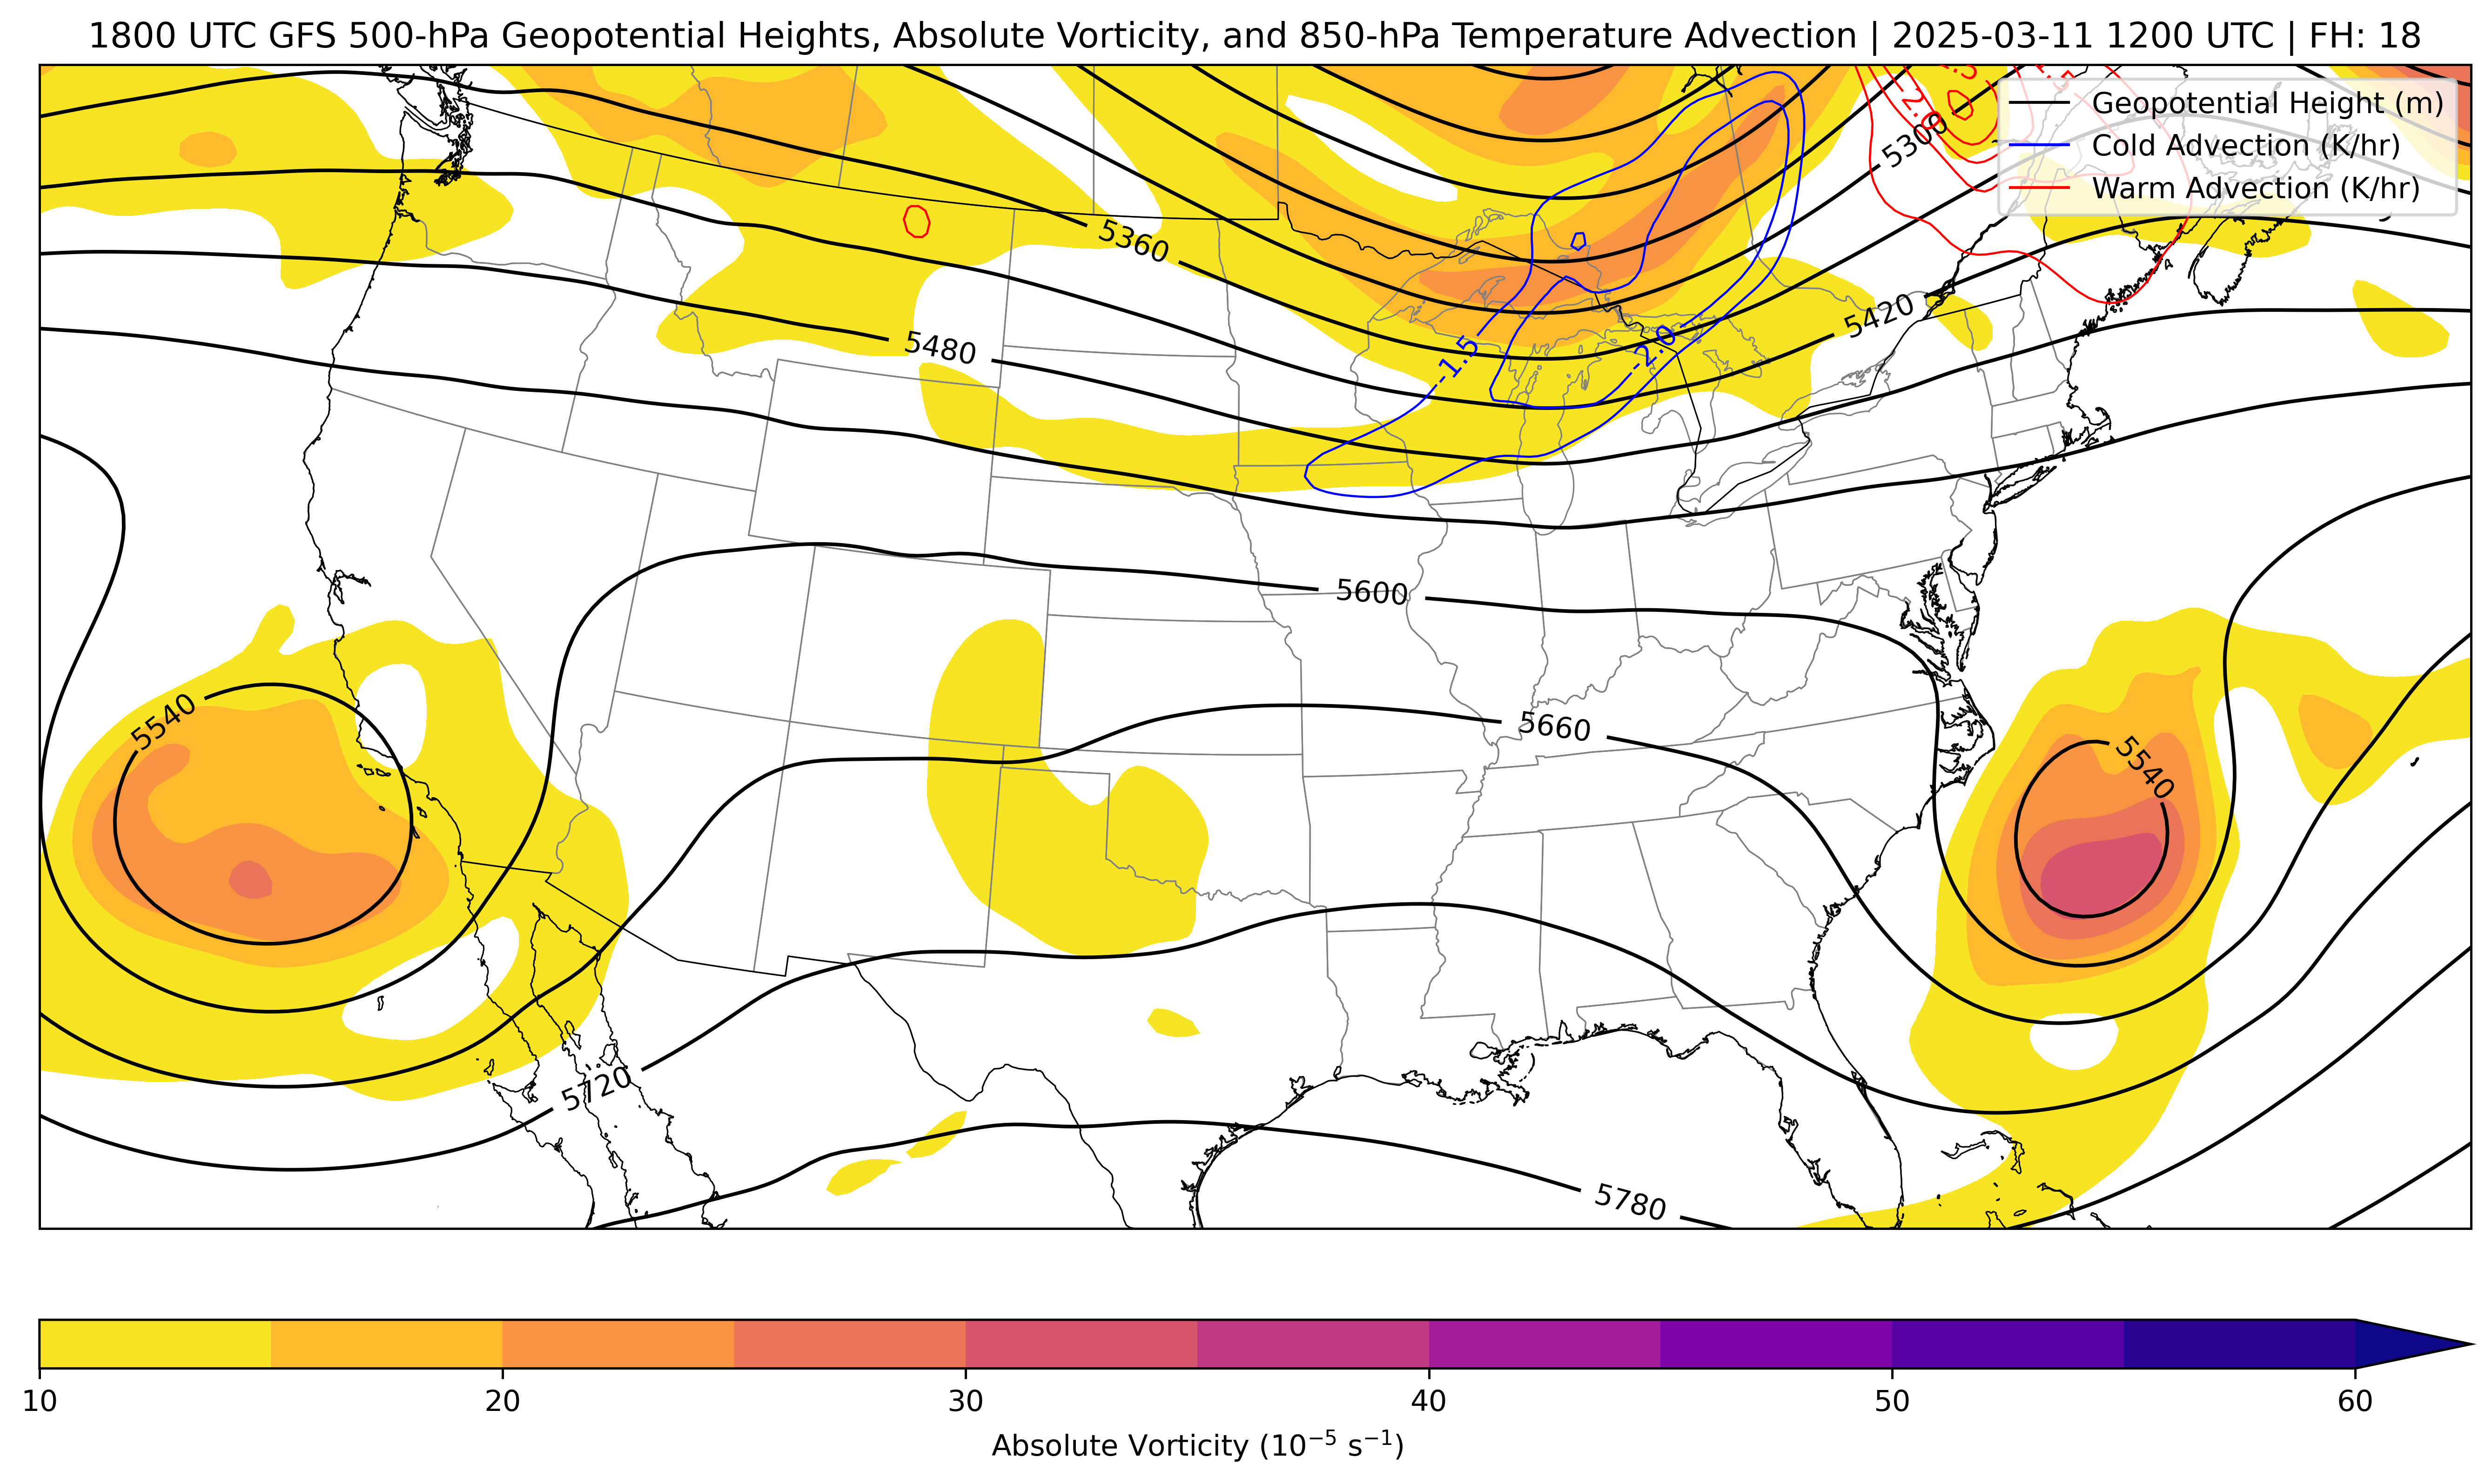 1800 UTC GFS 500-hPa Geopotential Heights, Absolute Vorticity, and 850-hPa Temperature Advection | 2025-03-11 1200 UTC | FH: 18
Geopotential Height (m)
Cold Advection (K/hr)
Warm Advection (K/hr)
2.0
5300
5360
5420
5480
-1.5
-2.0
5600
5540
5660
5540
5720
5780
10 20 30 40 50 60
Absolute Vorticity (10⁻⁵ s⁻¹)